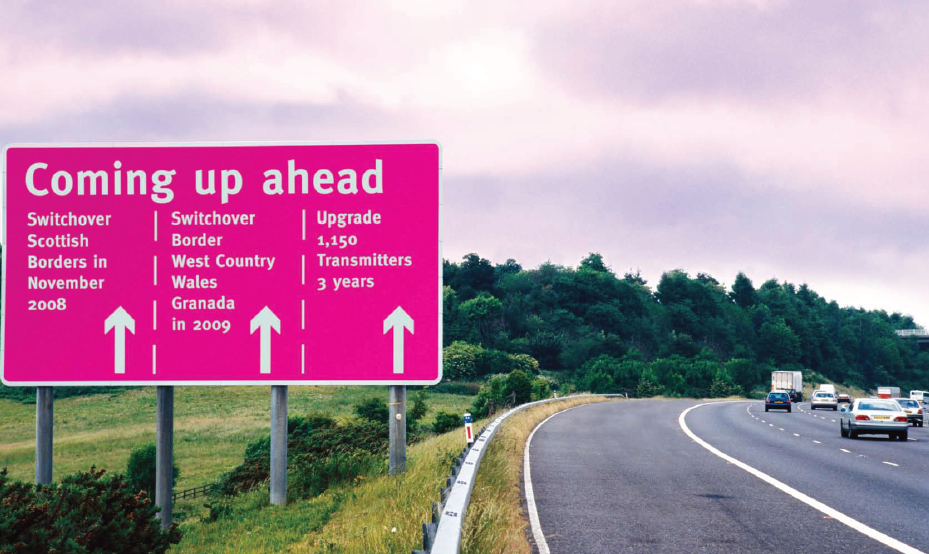 Coming up ahead
Switchover
Scottish
Borders in
November
2008
Switchover
Border
West Country
Wales
Granada
in 2009
Upgrade
1,150
Transmitters
3 years